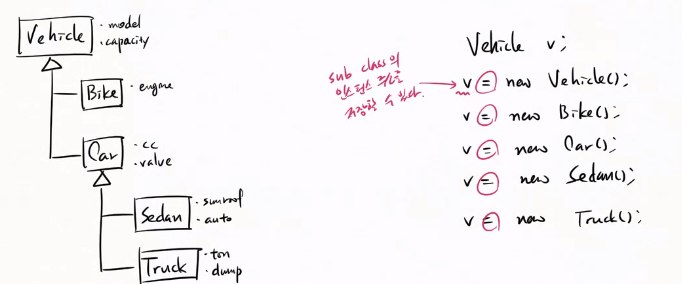 Vehicle
· model
· capacity
Bike
· engine
Car
· cc
· value
Sedan
· sunroof
· auto
Truck
· ton
· dump
sub class의
인스턴스 주소를
저장할 수 있다.
Vehicle v;
v = new Vehicle();
v = new Bike();
v = new Car();
v = new Sedan();
v = new Truck();